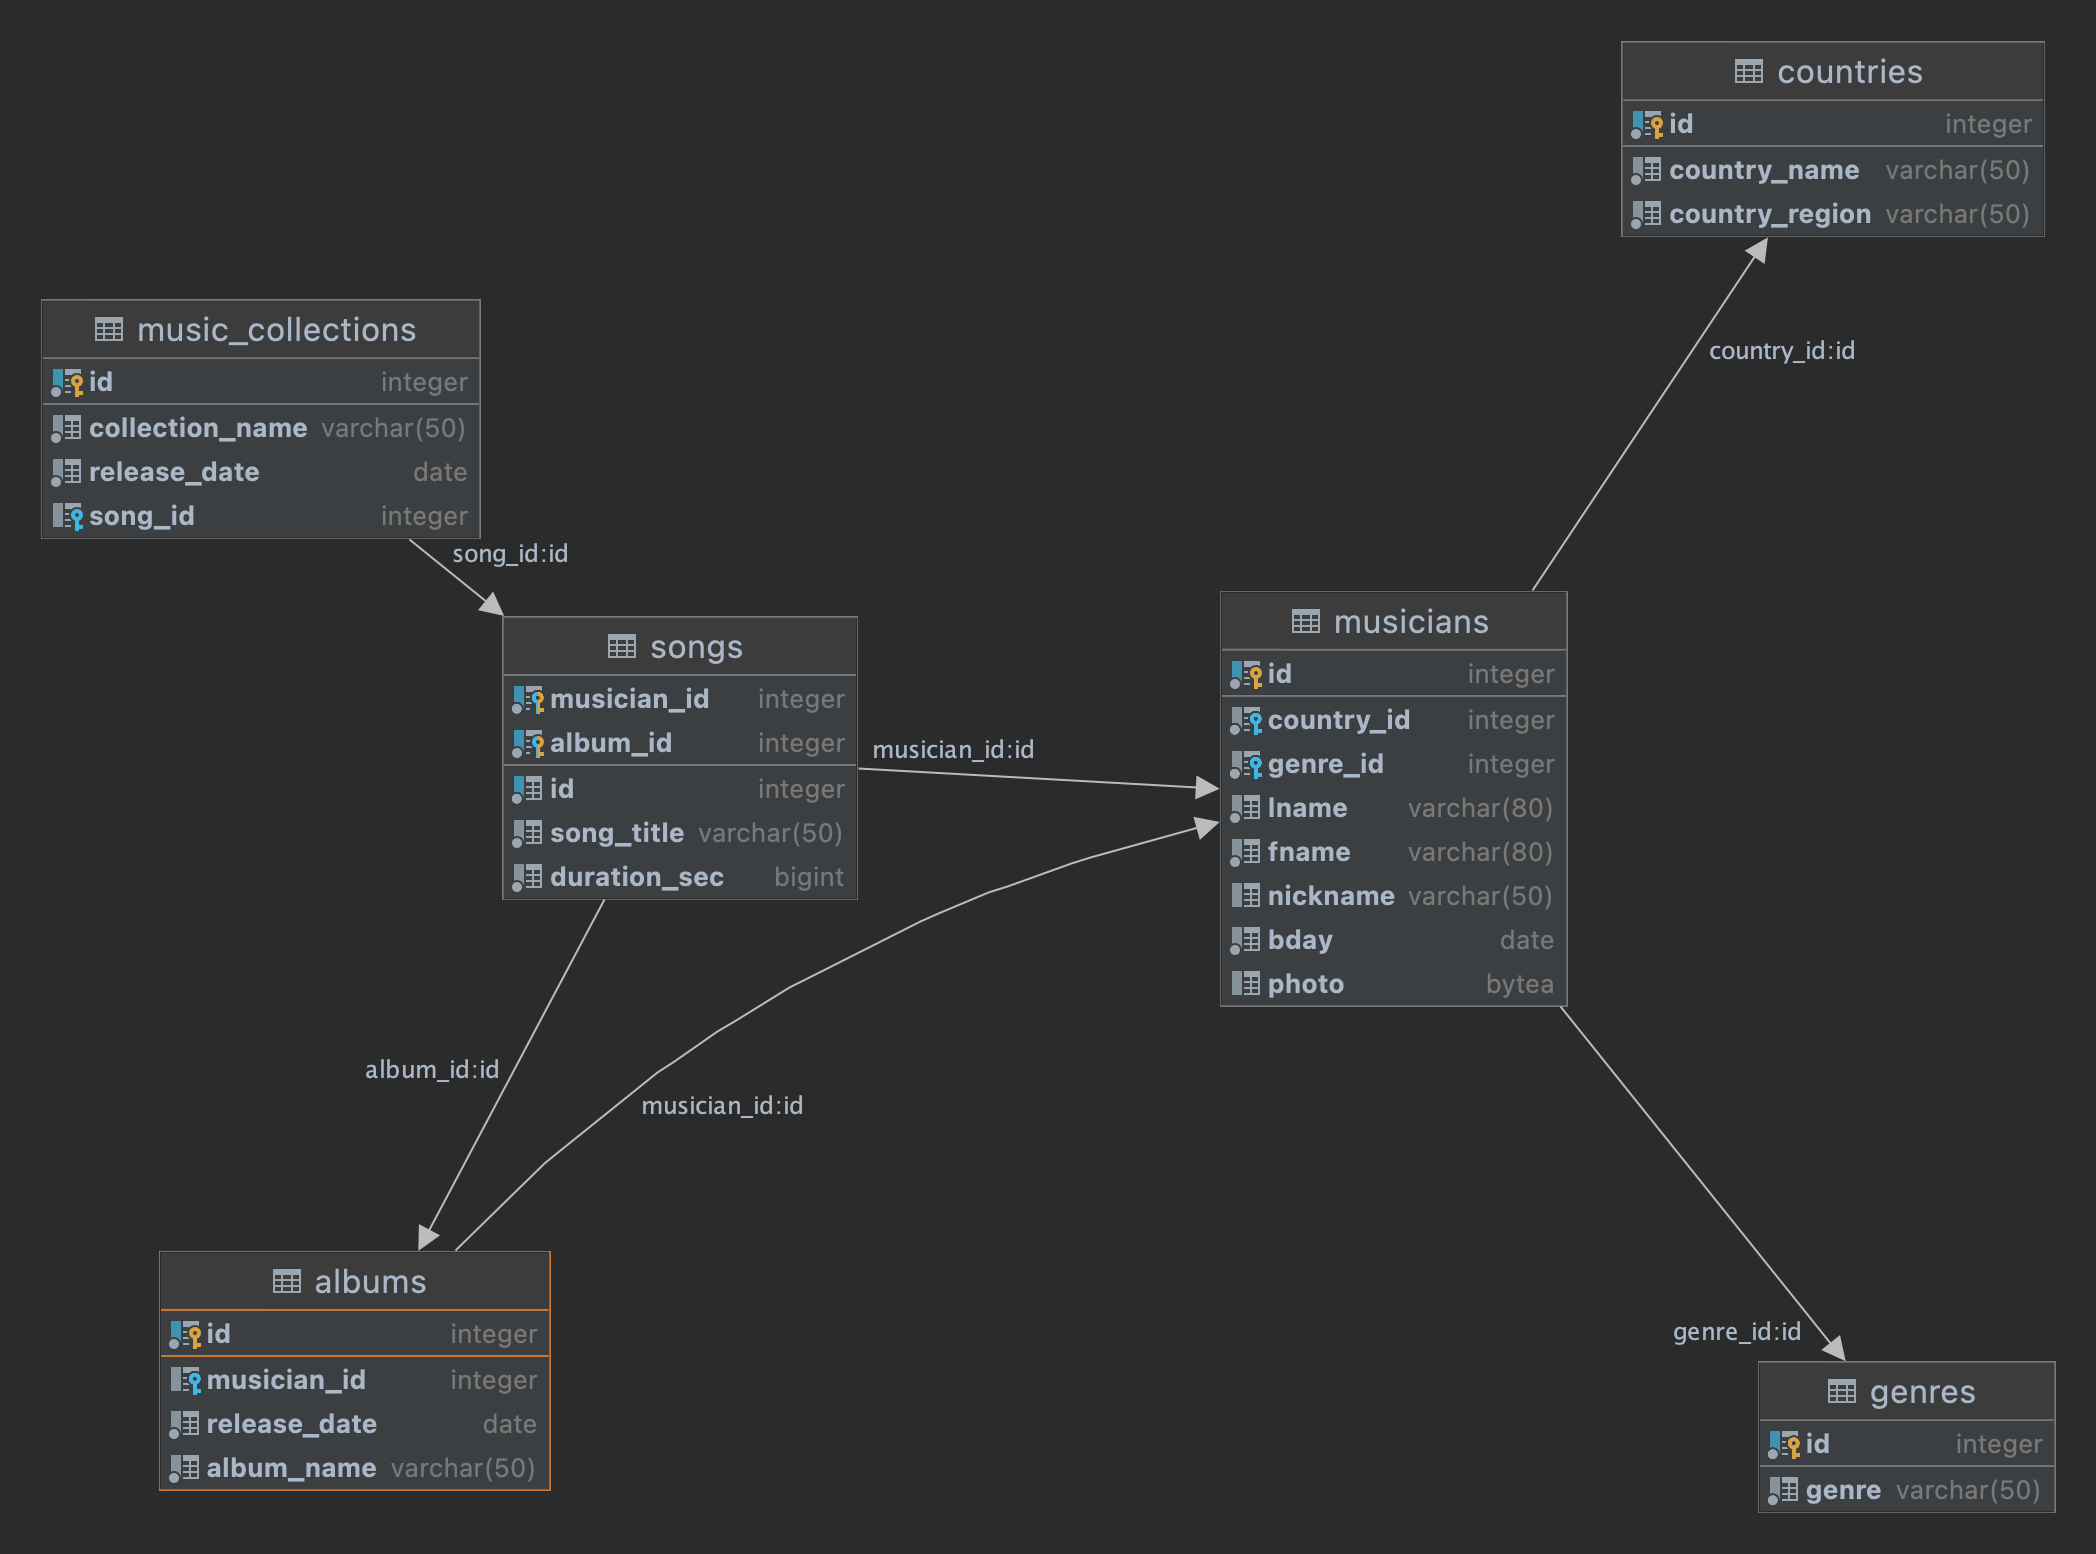 countries
id integer
country_name varchar(50)
country_region varchar(50)
country_id:id
music_collections
id integer
collection_name varchar(50)
release_date date
song_id integer
song_id:id
songs
musician_id integer
album_id integer
id integer
song_title varchar(50)
duration_sec bigint
musician_id:id
musicians
id integer
country_id integer
genre_id integer
lname varchar(80)
fname varchar(80)
nickname varchar(50)
bday date
photo bytea
album_id:id
musician_id:id
albums
id integer
musician_id integer
release_date date
album_name varchar(50)
genre_id:id
genres
id integer
genre varchar(50)